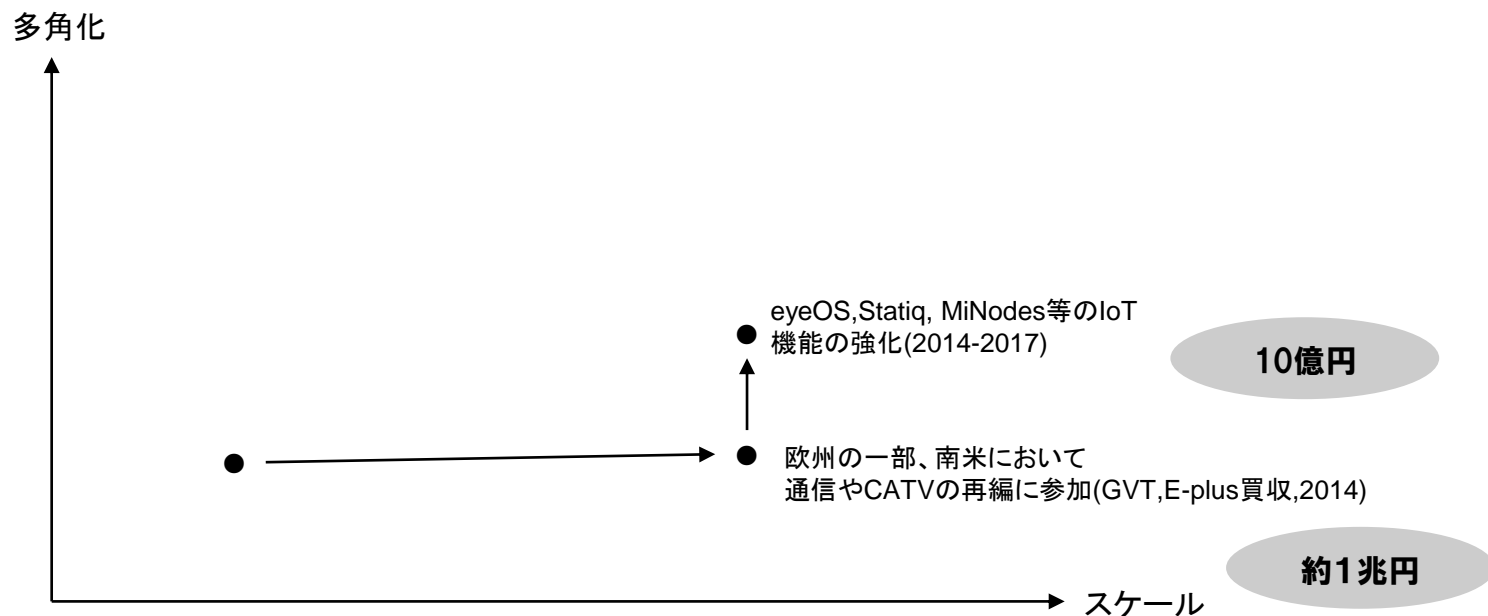 多角化
eyeOS,Statiq, MiNodes等のIoT
機能の強化(2014-2017)
10億円
欧州の一部、南米において
通信やCATVの再編に参加(GVT,E-plus買収,2014)
約1兆円
スケール